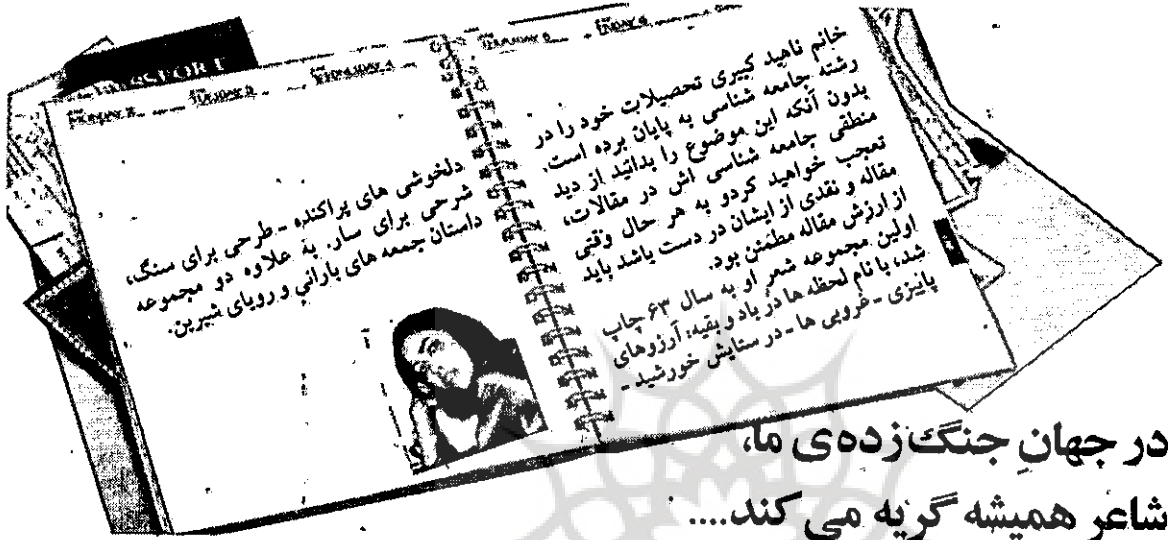 خانم ناهید کبیری تحصیلات خود را در
رشته جامعه شناسی به پایان برده است.
بدون آنکه این موضوع را بدانید از دید
منطقی جامعه شناسی اش در مقالات،
تعجب خواهید کردو به هر حال وقتی
مقاله و نقدی از ایشان در دست باشد باید
از ارزش مقاله مطمئن بود.
اولین مجموعه شعر او به سال ۶۳ چاپ
شد، با نام لحظه ها در باد و بقیه: آرزوهای
پاییزی - غروبی ها - در ستایش خورشید -
دلخوشی های پراکنده - طرحی برای سنگ،
شرحی برای سار. به علاوه دو مجموعه
داستان جمعه های بارانی و رویای شیرین.
در جهانِ جنگ زده ی ما،
شاعر همیشه گریه می کند....